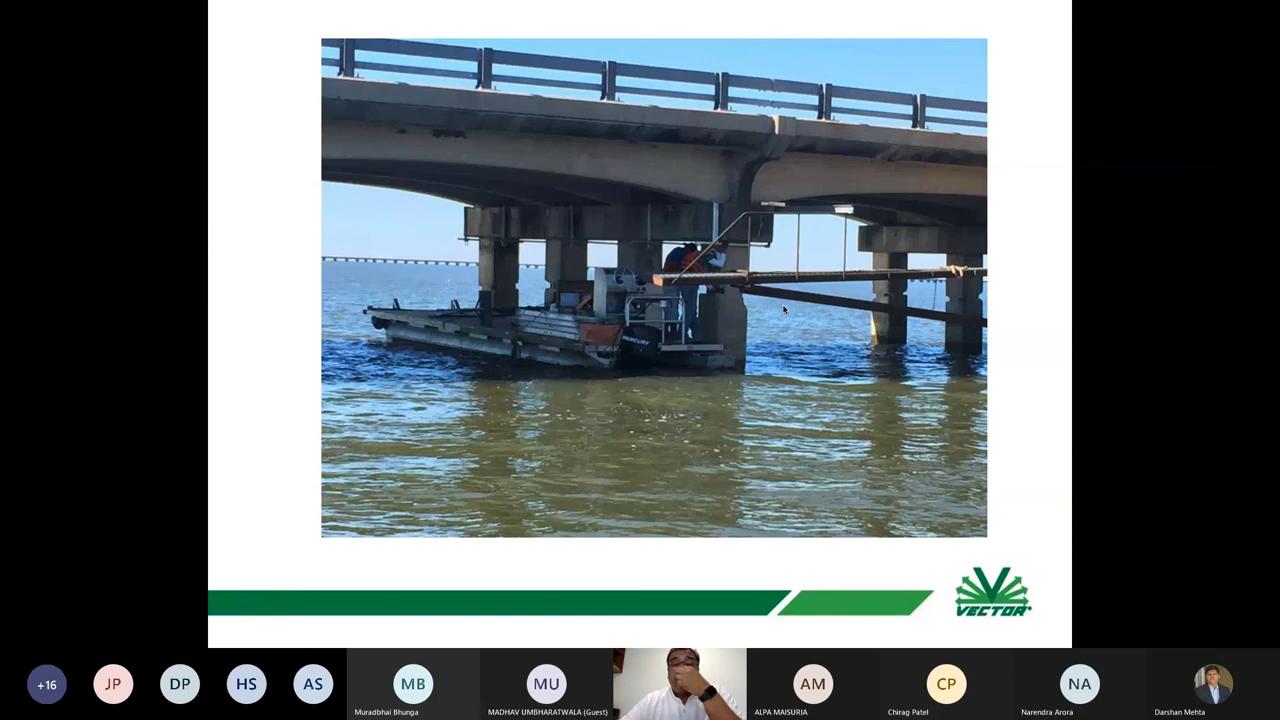 MERCURY
VECTOR
+16
JP
DP
HS
AS
MB
MU
AM
CP
NA
Muradbhai Bhunga
MADHAV UMBHARATWALA (Guest)
ALPA MAISURIA
Chirag Patel
Narendra Arora
Darshan Mehta